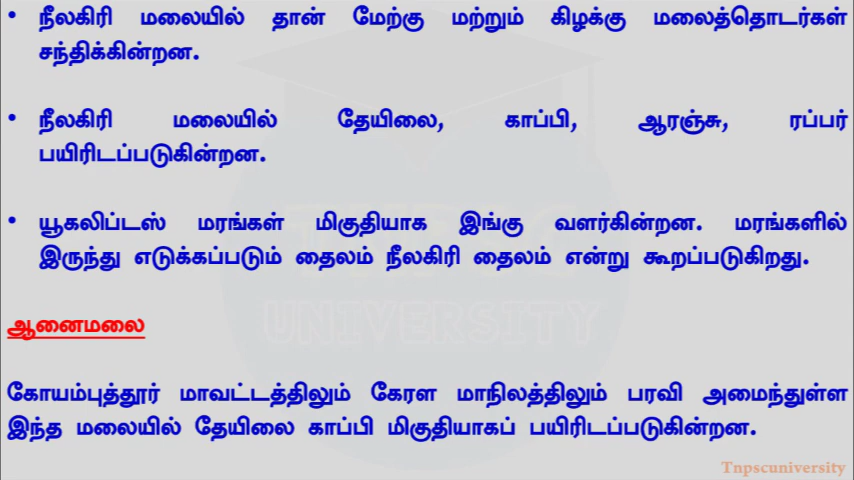 • நீலகிரி மலையில் தான் மேற்கு மற்றும் கிழக்கு மலைத்தொடர்கள்
சந்திக்கின்றன.
• நீலகிரி மலையில் தேயிலை, காப்பி, ஆரஞ்சு, ரப்பர்
பயிரிடப்படுகின்றன.
• யூகலிப்டஸ் மரங்கள் மிகுதியாக இங்கு வளர்கின்றன. மரங்களில்
இருந்து எடுக்கப்படும் தைலம் நீலகிரி தைலம் என்று கூறப்படுகிறது.
ஆனைமலை
கோயம்புத்தூர் மாவட்டத்திலும் கேரள மாநிலத்திலும் பரவி அமைந்துள்ள
இந்த மலையில் தேயிலை காப்பி மிகுதியாகப் பயிரிடப்படுகின்றன.
UNIVERSITY
Tnpscuniversity